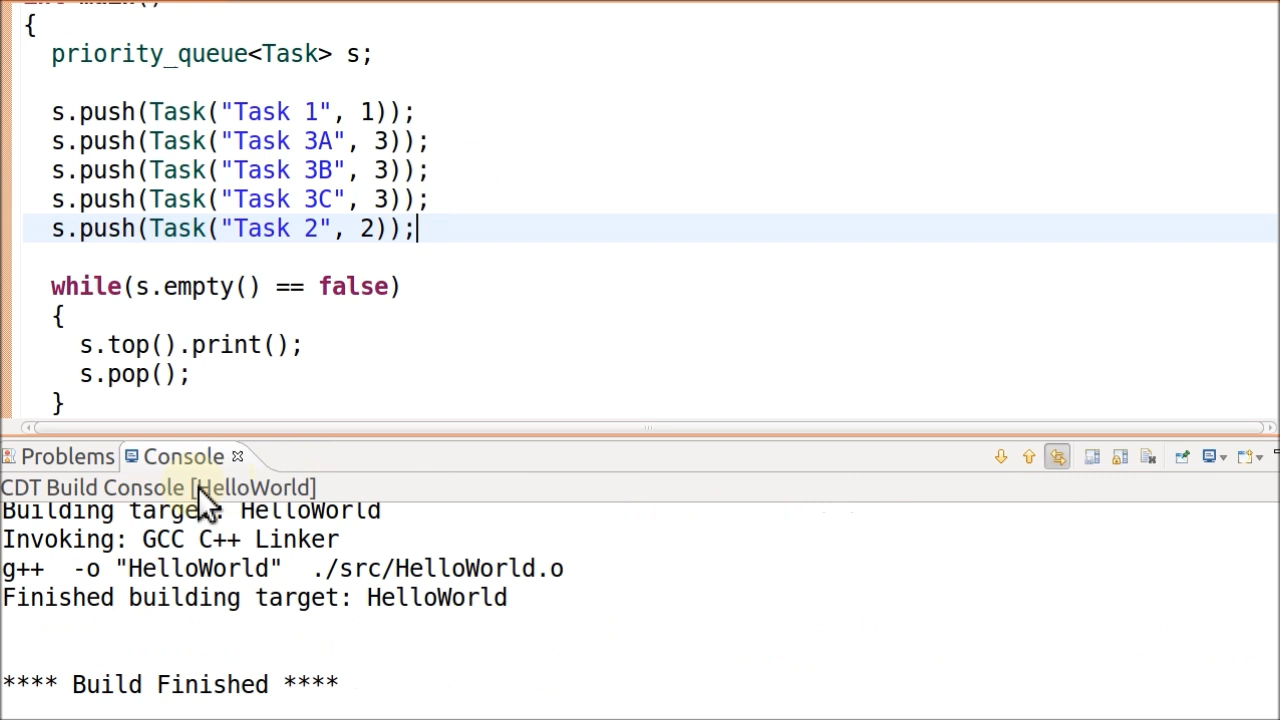 {
priority_queue<Task> s;
s.push(Task("Task 1", 1));
s.push(Task("Task 3A", 3));
s.push(Task("Task 3B", 3));
s.push(Task("Task 3C", 3));
s.push(Task("Task 2", 2));
while(s.empty() == false)
{
s.top().print();
s.pop();
}
Problems Console
CDT Build Console [HelloWorld]
Building target: HelloWorld
Invoking: GCC C++ Linker
g++ -o "HelloWorld" ./src/HelloWorld.o
Finished building target: HelloWorld
**** Build Finished ****